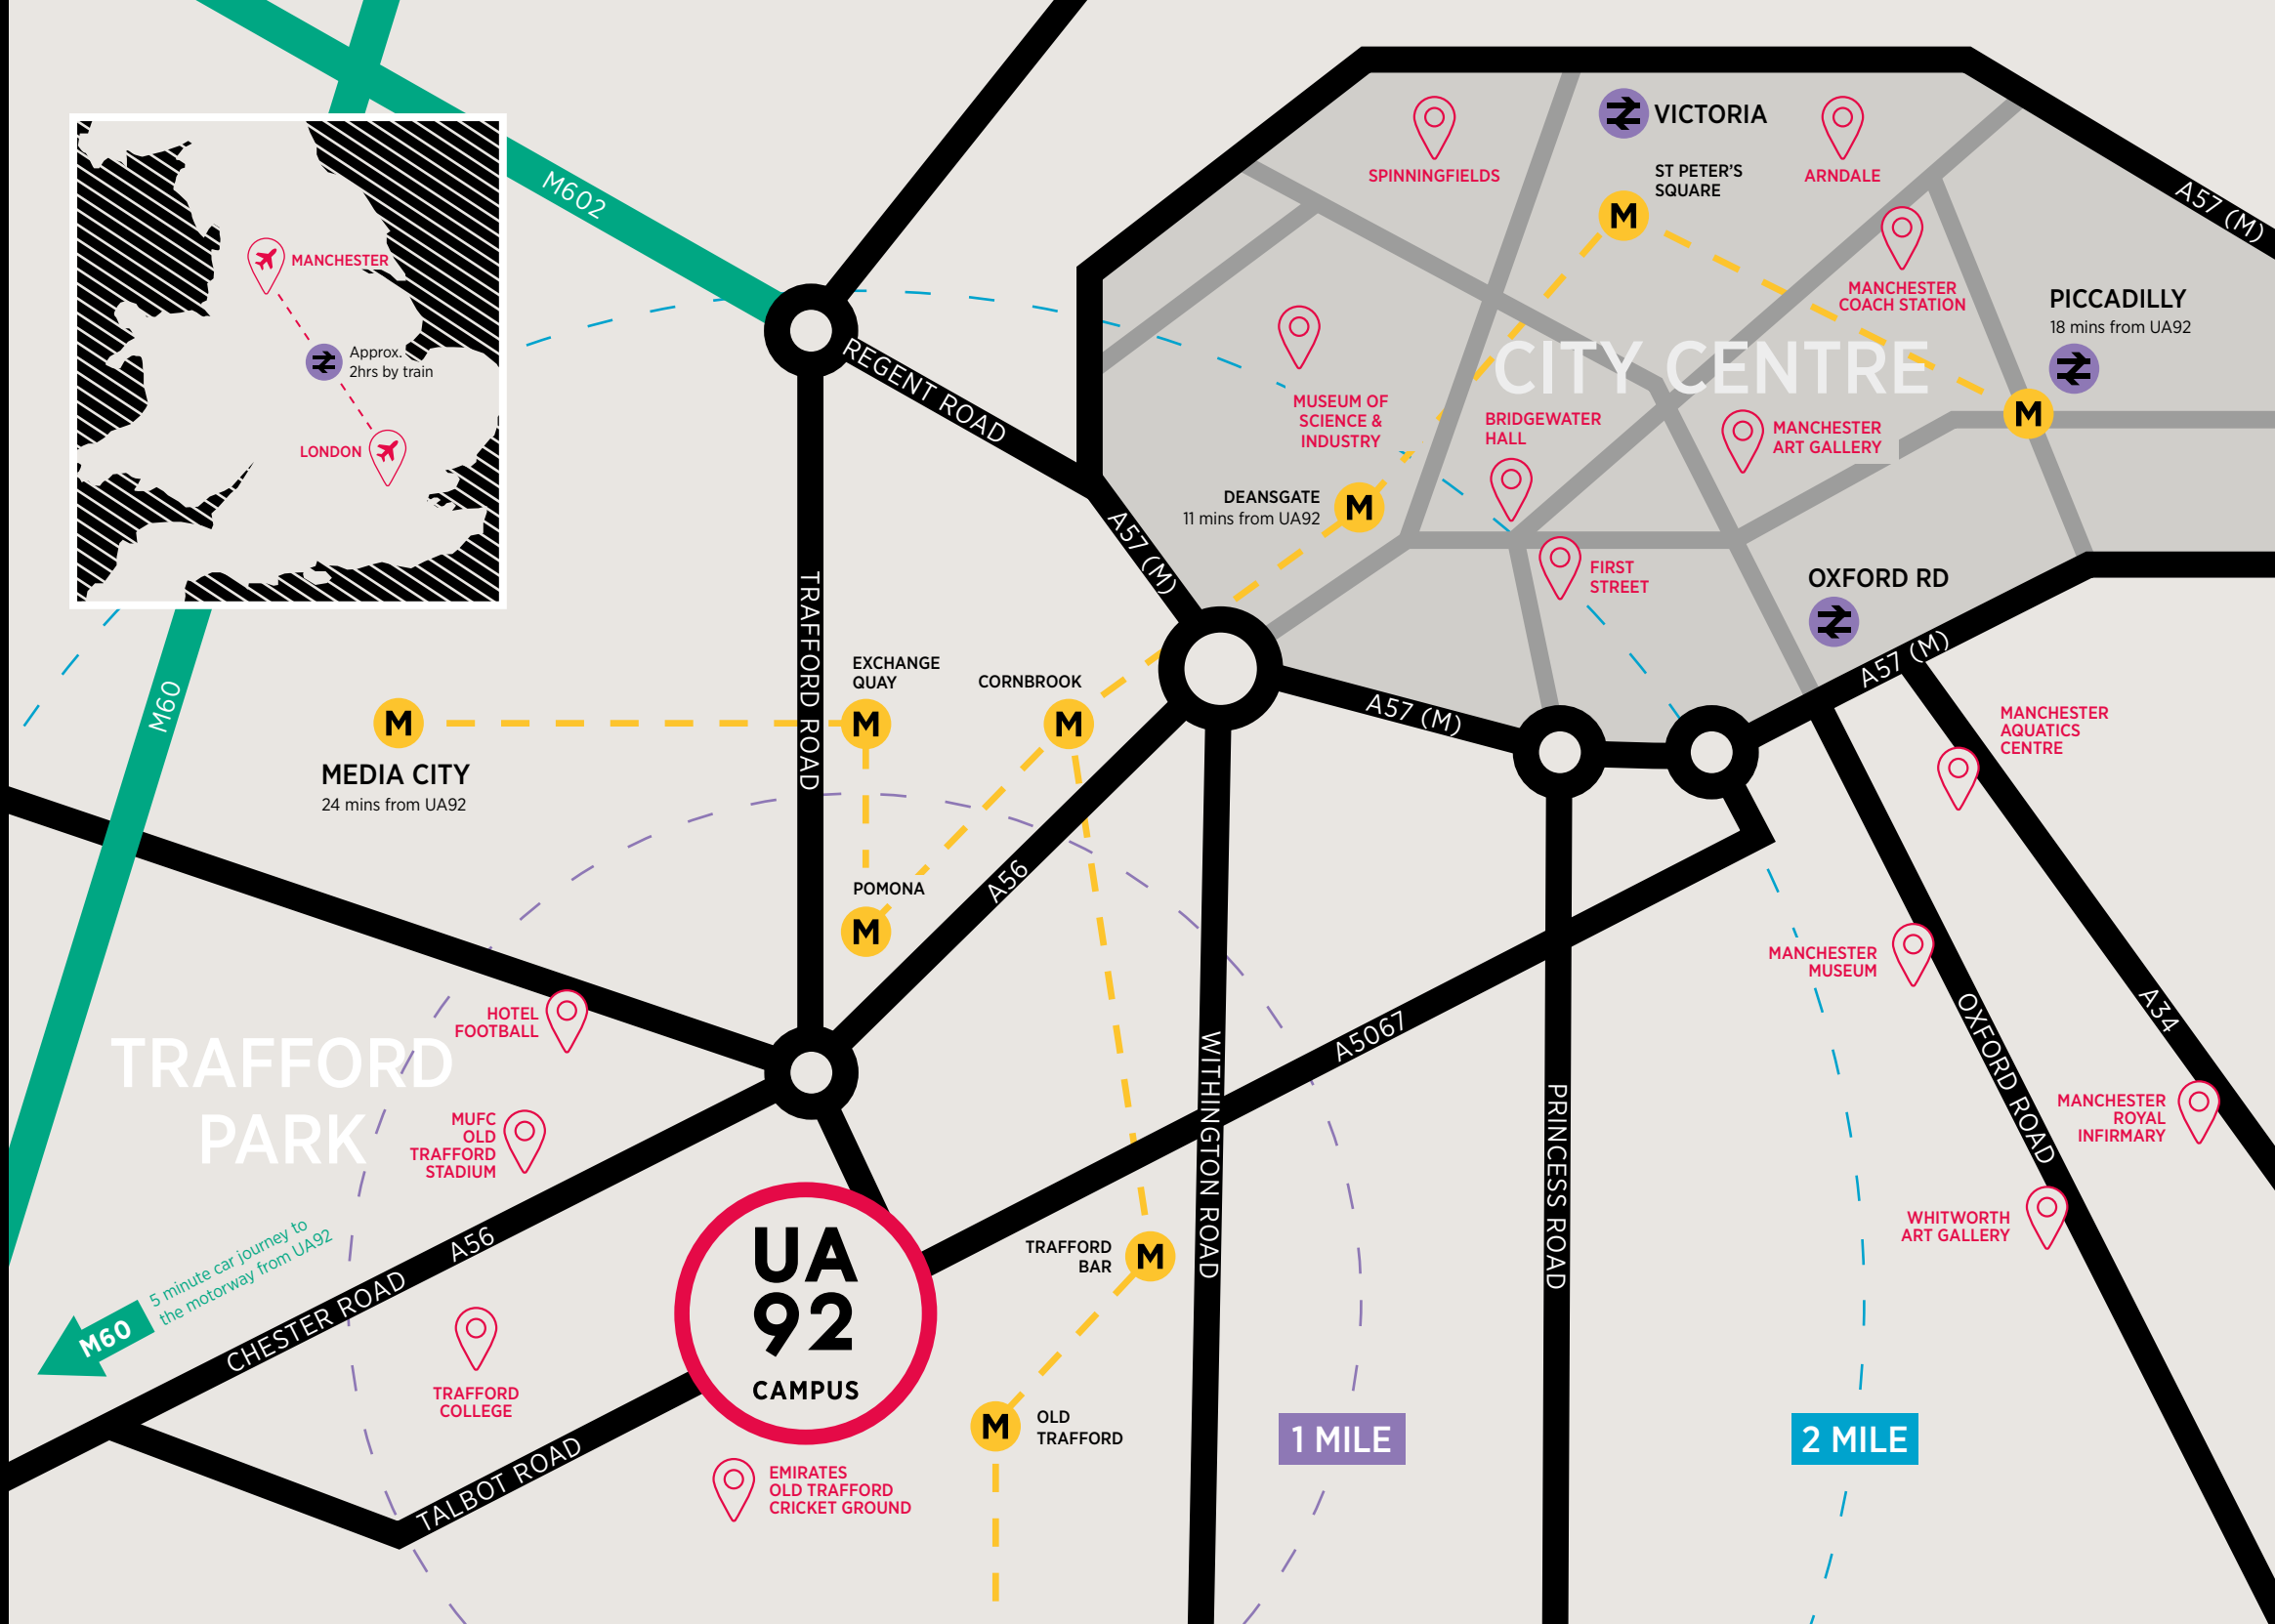 M602
MANCHESTER
Approx.
2hrs by train
LONDON
M60
SPINNINGFIELDS
VICTORIA
ST PETER'S
SQUARE
M
ARNDALE
A57 (M)
MANCHESTER
COACH STATION
PICCADILLY
18 mins from UA92
M
CITY CENTRE
MUSEUM OF
SCIENCE &
INDUSTRY
BRIDGEWATER
HALL
MANCHESTER
ART GALLERY
REGENT ROAD
DEANSGATE
11 mins from UA92
M
A57 (M)
FIRST
STREET
OXFORD RD
A57 (M)
A57 (M)
TRAFFORD ROAD
EXCHANGE
QUAY
M
CORNBROOK
M
M
MEDIA CITY
24 mins from UA92
POMONA
M
A56
MANCHESTER
AQUATICS
CENTRE
MANCHESTER
MUSEUM
A34
OXFORD ROAD
MANCHESTER
ROYAL
INFIRMARY
WHITWORTH
ART GALLERY
HOTEL
FOOTBALL
TRAFFORD
PARK
MUFC
OLD
TRAFFORD
STADIUM
A5067
WITHINGTON ROAD
PRINCESS ROAD
5 minute car journey to
the motorway from UA92
M60
CHESTER ROAD
A56
UA
92
CAMPUS
TRAFFORD
BAR
M
TRAFFORD
COLLEGE
TALBOT ROAD
M
OLD
TRAFFORD
EMIRATES
OLD TRAFFORD
CRICKET GROUND
1 MILE
2 MILE